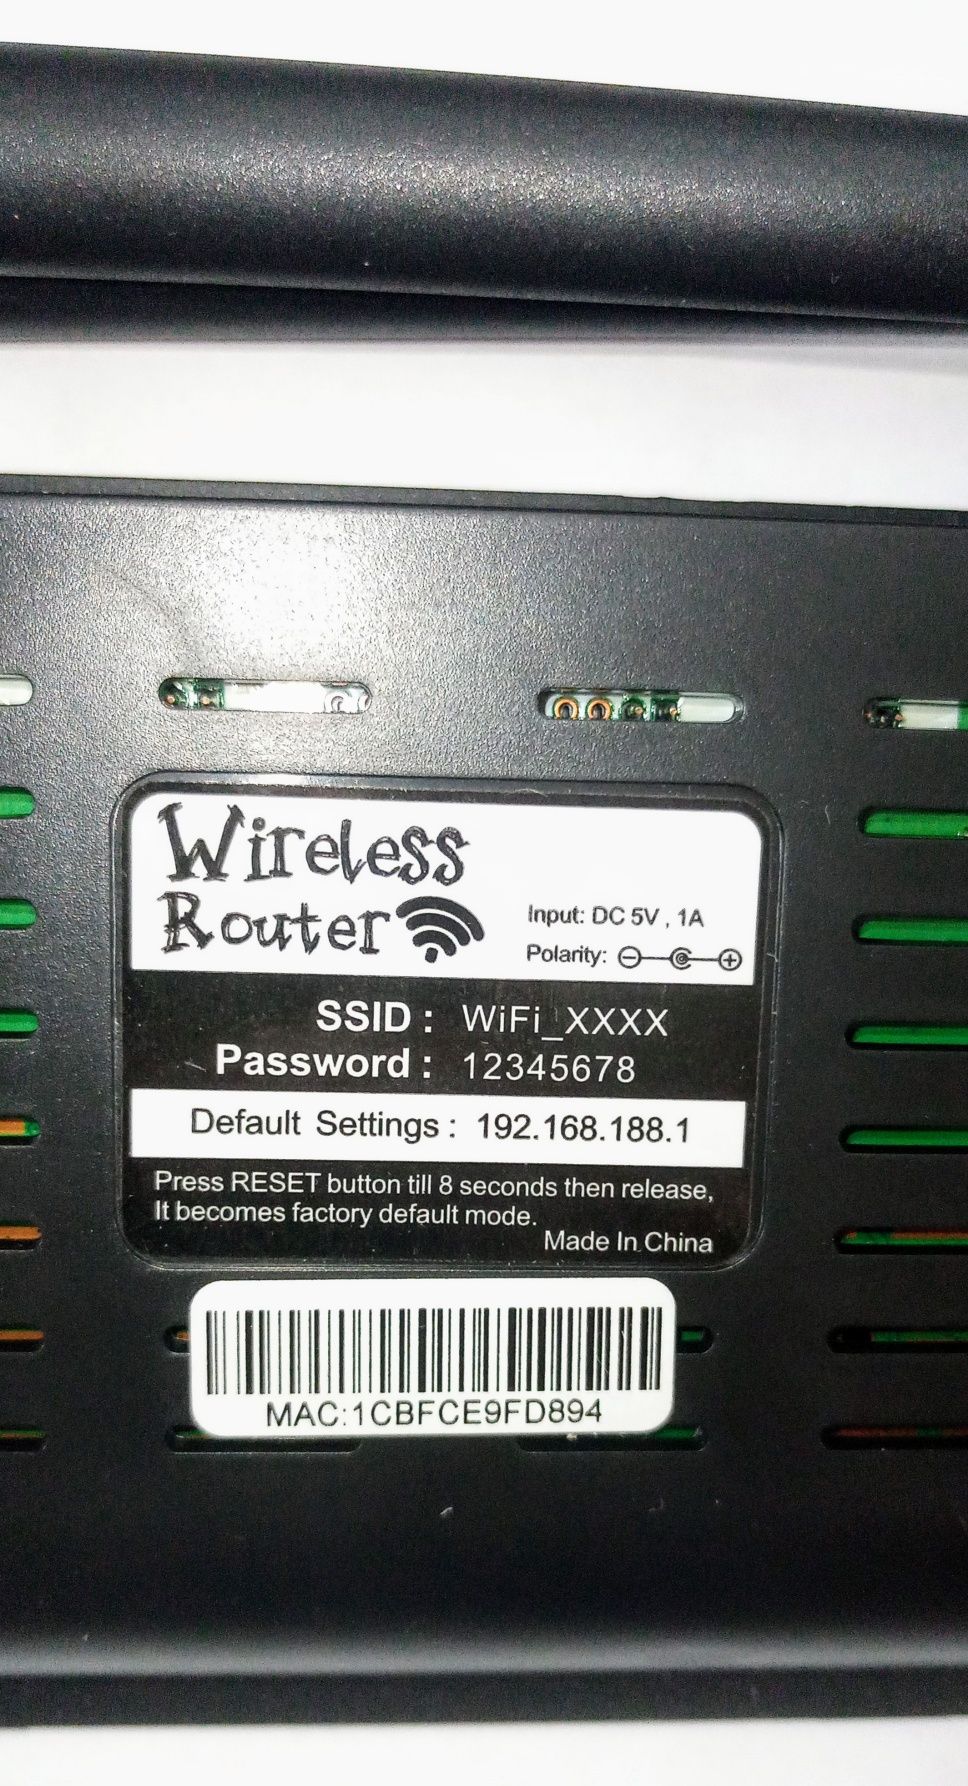 Wireless
Router
Input: DC 5V , 1A
Polarity:
SSID : WiFi_XXXX
Password : 12345678
Default Settings : 192.168.188.1
Press RESET button till 8 seconds then release,
It becomes factory default mode.
Made In China
MAC:1CBFCE9FD894